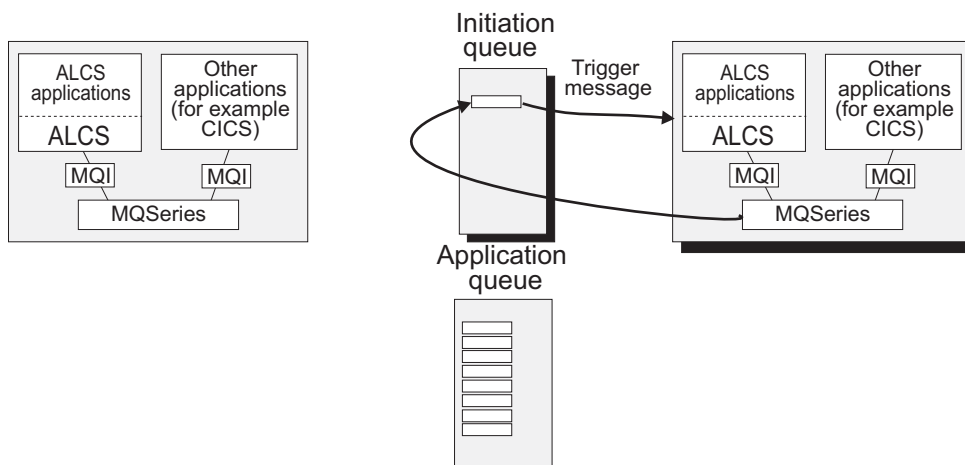 Initiation
queue
ALCS
applications
ALCS
Other
applications
(for example
CICS)
MQI
MQI
MQSeries
Trigger
message
ALCS
applications
ALCS
Other
applications
(for example
CICS)
MQI
MQI
MQSeries
Application
queue